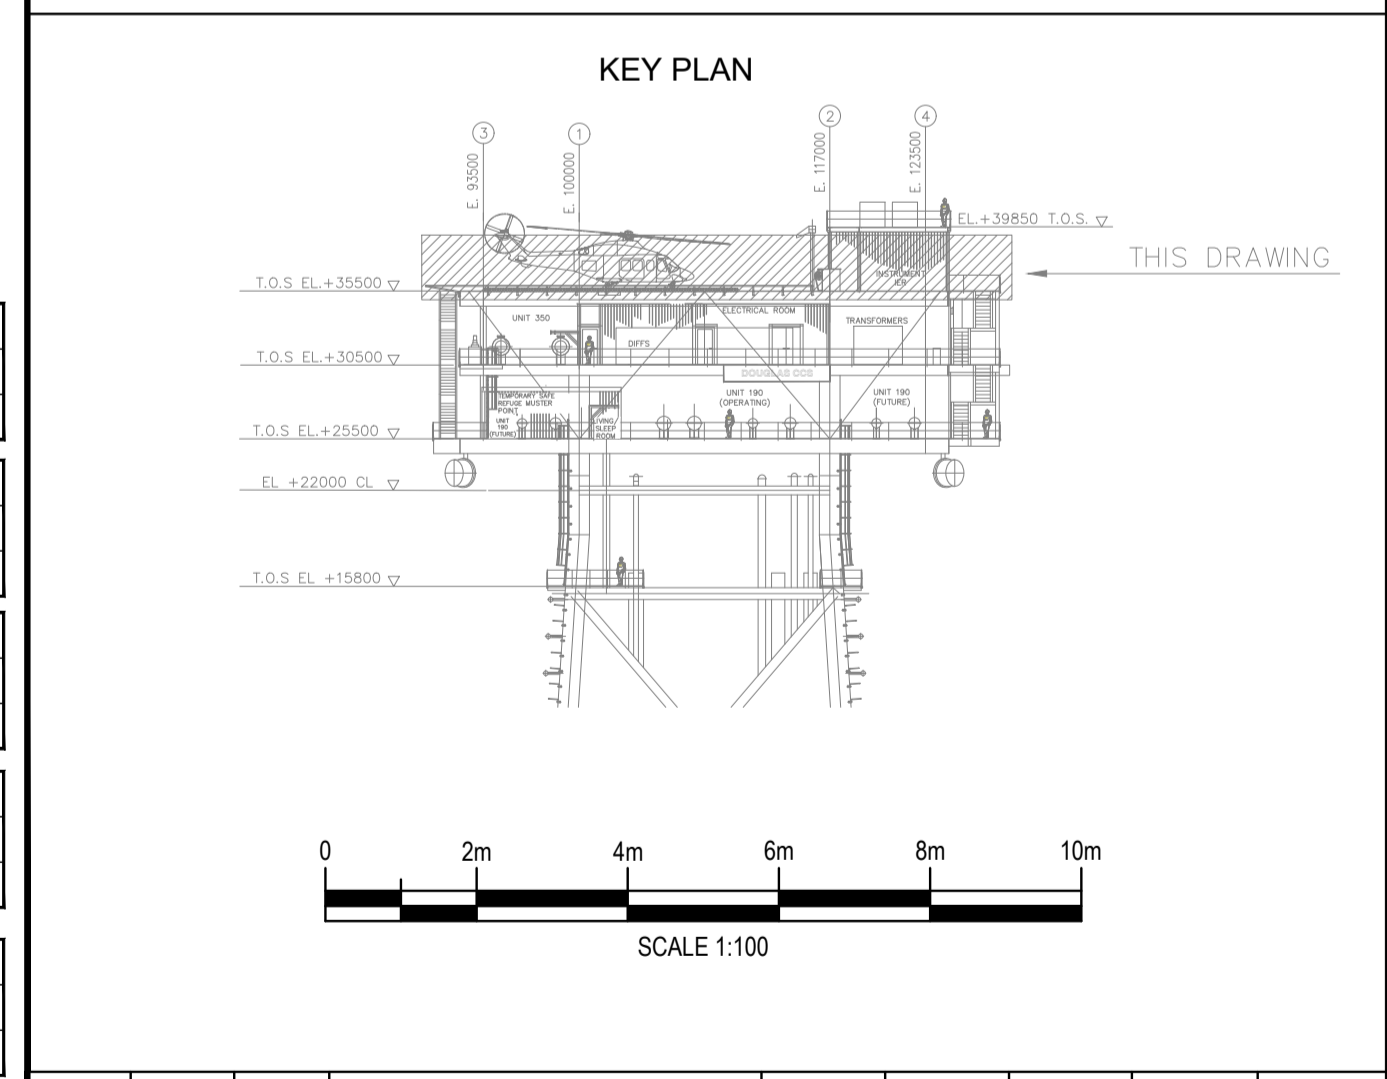 KEY PLAN
3
1
2
4
E. 93500
E. 100000
E. 117000
E. 123500
EL.+39850 T.O.S.
THIS DRAWING
T.O.S EL.+35500
INSTRUMENT
IER
UNIT 350
ELECTRICAL ROOM
TRANSFORMERS
DIFFS
T.O.S EL.+30500
DOUGLAS CCS
TEMPORARY SAFE
REFUGE MUSTER
POINT
UNIT
190
(FUTURE)
LIVING
SLEEP
ROOM
UNIT 190
(OPERATING)
UNIT 190
(FUTURE)
T.O.S EL.+25500
EL +22000 CL
T.O.S EL +15800
0 2m 4m 6m 8m 10m
SCALE 1:100